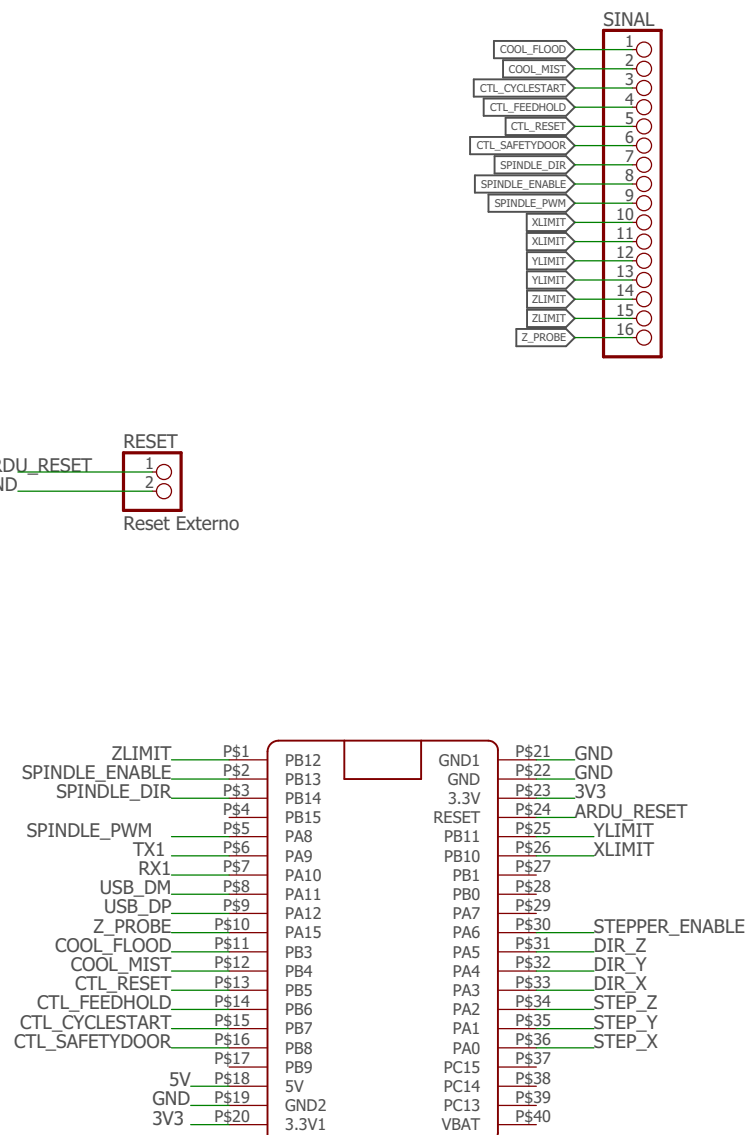 SINAL
COOL_FLOOD 1
COOL_MIST 2
CTL_CYCLESTART 3
CTL_FEEDHOLD 4
CTL_RESET 5
CTL_SAFETYDOOR 6
SPINDLE_DIR 7
SPINDLE_ENABLE 8
SPINDLE_PWM 9
XLIMIT 10
XLIMIT 11
YLIMIT 12
YLIMIT 13
ZLIMIT 14
ZLIMIT 15
Z_PROBE 16
RESET
RDU_RESET 1
ND 2
Reset Externo
ZLIMIT P$1 PB12 GND1 P$21 GND
SPINDLE_ENABLE P$2 PB13 GND P$22 GND
SPINDLE_DIR P$3 PB14 3.3V P$23 3V3
P$4 PB15 RESET P$24 ARDU_RESET
SPINDLE_PWM P$5 PA8 PB11 P$25 YLIMIT
TX1 P$6 PA9 PB10 P$26 XLIMIT
RX1 P$7 PA10 PB1 P$27
USB_DM P$8 PA11 PB0 P$28
USB_DP P$9 PA12 PA7 P$29
Z_PROBE P$10 PA15 PA6 P$30 STEPPER_ENABLE
COOL_FLOOD P$11 PB3 PA5 P$31 DIR_Z
COOL_MIST P$12 PB4 PA4 P$32 DIR_Y
CTL_RESET P$13 PB5 PA3 P$33 DIR_X
CTL_FEEDHOLD P$14 PB6 PA2 P$34 STEP_Z
CTL_CYCLESTART P$15 PB7 PA1 P$35 STEP_Y
CTL_SAFETYDOOR P$16 PB8 PA0 P$36 STEP_X
P$17 PB9 PC15 P$37
5V P$18 5V PC14 P$38
GND P$19 GND2 PC13 P$39
3V3 P$20 3.3V1 VBAT P$40